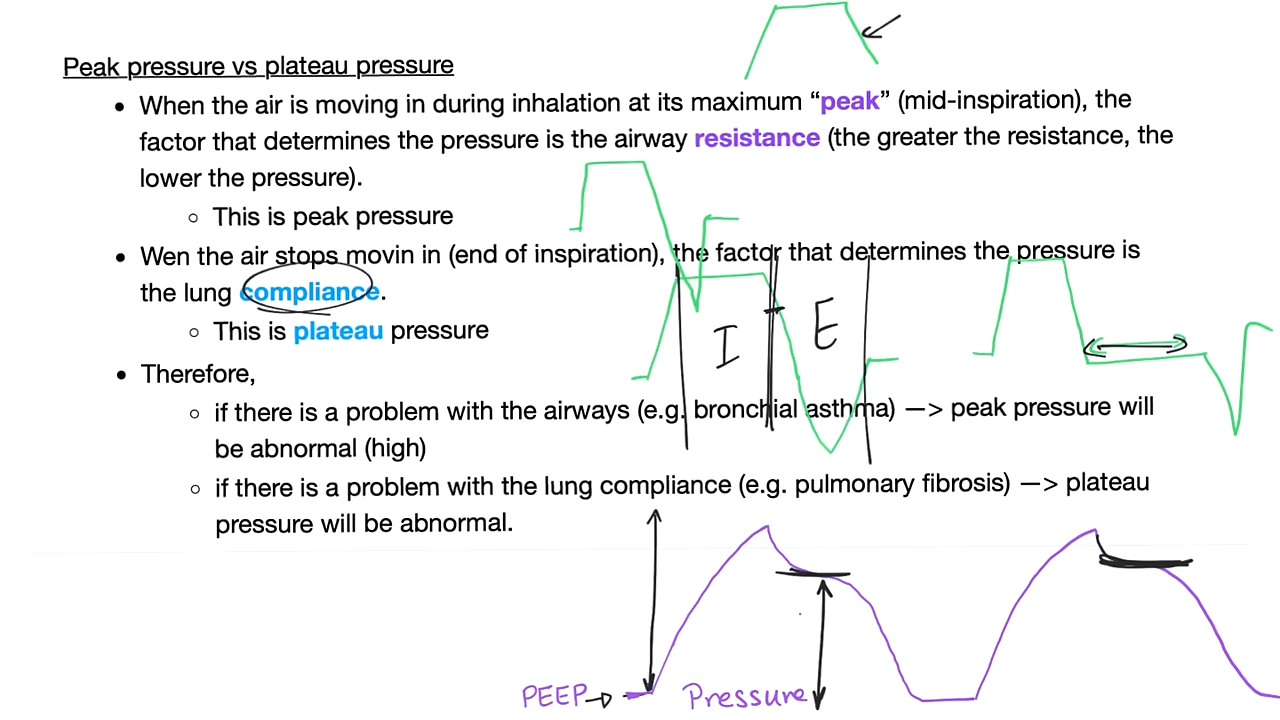 Peak pressure vs plateau pressure
• When the air is moving in during inhalation at its maximum “peak” (mid-inspiration), the
factor that determines the pressure is the airway resistance (the greater the resistance, the
lower the pressure).
◦ This is peak pressure
• Wen the air stops movin in (end of inspiration), the factor that determines the pressure is
the lung compliance.
◦ This is plateau pressure
I E
• Therefore,
◦ if there is a problem with the airways (e.g. bronchial asthma) —> peak pressure will
be abnormal (high)
◦ if there is a problem with the lung compliance (e.g. pulmonary fibrosis) —> plateau
pressure will be abnormal.
PEEP Pressure